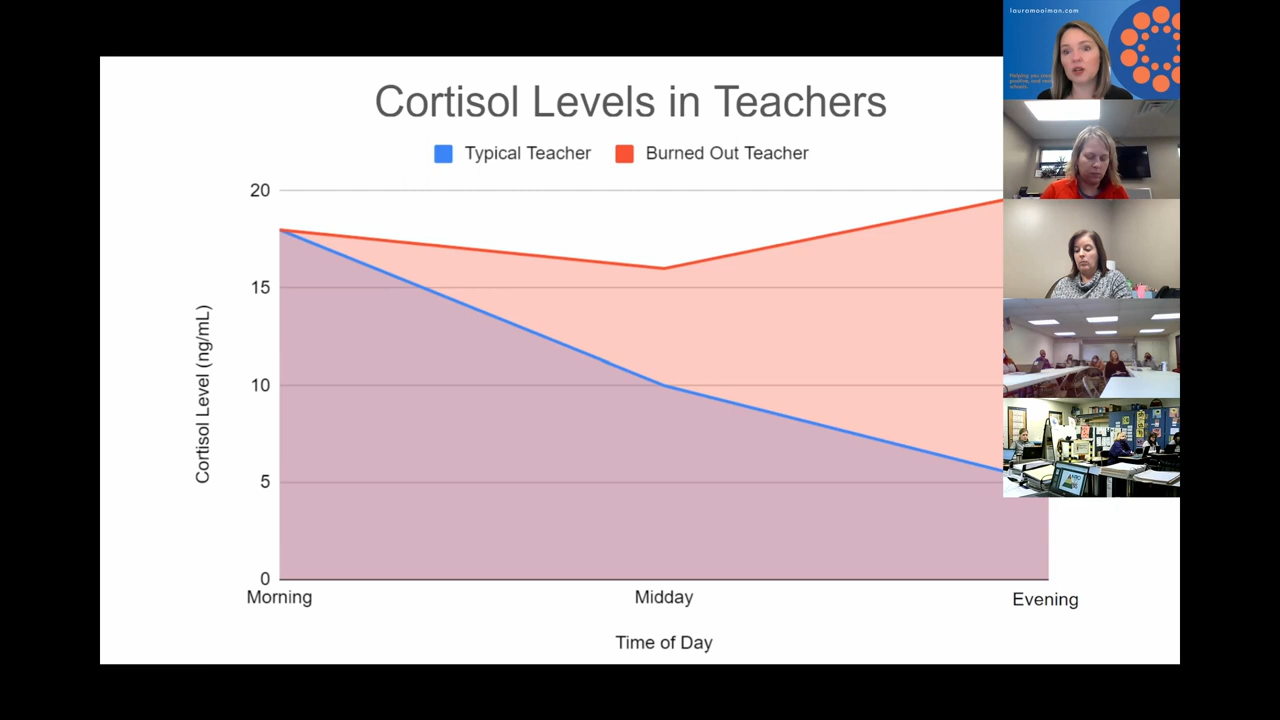 lauramooiman.com
Cortisol Levels in Teachers
Typical Teacher
Burned Out Teacher
20
15
10
5
0
Cortisol Level (ng/mL)
Morning
Midday
Evening
Time of Day